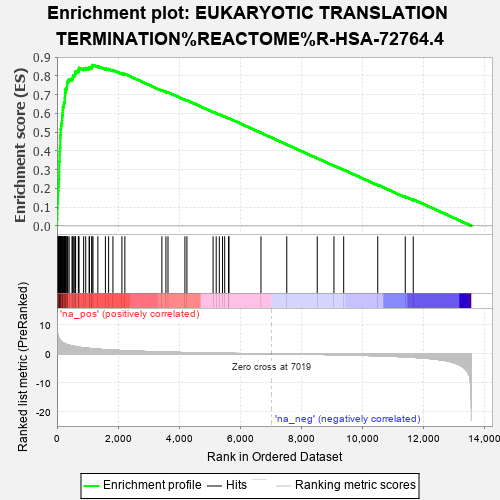 Enrichment plot: EUKARYOTIC TRANSLATION
TERMINATION%REACTOME%R-HSA-72764.4
Enrichment score (ES)
0.9
0.8
0.7
0.6
0.5
0.4
0.3
0.2
0.1
0.0
'na_pos' (positively correlated)
Ranked list metric (PreRanked)
10
0
-10
-20
Zero cross at 7019
'na_neg' (negatively correlated)
0
2,000
4,000
6,000
8,000
10,000
12,000
14,000
Rank in Ordered Dataset
Enrichment profile
Hits
Ranking metric scores